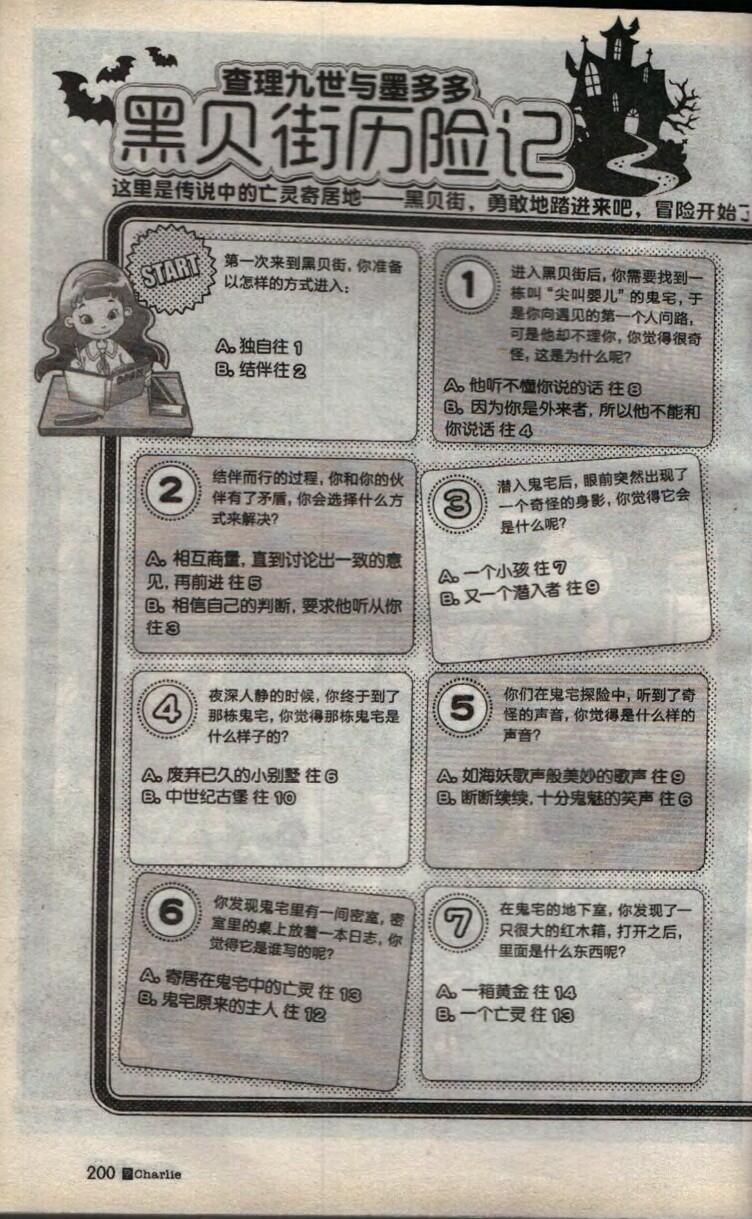 查理九世与墨多多
黑贝街历险记
这里是传说中的亡灵寄居地——黑贝街，勇敢地踏进来吧，冒险开始
START
第一次来到黑贝街，你准备
以怎样的方式进入：
A. 独自往 1
B. 结伴往 2
1
进入黑贝街后，你需要找到一
栋叫“尖叫婴儿”的鬼宅，于
是你向遇见的第一个人问路，
可是他却不理你，你觉得很奇
怪，这是为什么呢？
A. 他听不懂你说的话 往 8
B. 因为你是外来者，所以他不能和
你说话 往 4
2
结伴而行的过程，你和你的伙
伴有了矛盾，你会选择什么方
式来解决？
A. 相互商量，直到讨论出一致的意
见，再前进 往 5
B. 相信自己的判断，要求他听从你
往 3
3
潜入鬼宅后，眼前突然出现了
一个奇怪的身影，你觉得它会
是什么呢？
A. 一个小孩 往 7
B. 又一个潜入者 往 9
4
夜深人静的时候，你终于到了
那栋鬼宅，你觉得那栋鬼宅是
什么样子的？
A. 废弃已久的小别墅 往 6
B. 中世纪古堡 往 10
5
你们在鬼宅探险中，听到了奇
怪的声音，你觉得是什么样的
声音？
A. 如海妖歌声般美妙的歌声 往 9
B. 断断续续，十分鬼魅的笑声 往 6
6
你发现鬼宅里有一间密室，密
室里的桌上放着一本日志，你
觉得它是谁写的呢？
A. 寄居在鬼宅中的亡灵 往 13
B. 鬼宅原来的主人 往 12
7
在鬼宅的地下室，你发现了一
只很大的红木箱，打开之后，
里面是什么东西呢？
A. 一箱黄金 往 14
B. 一个亡灵 往 13
200 Charlie